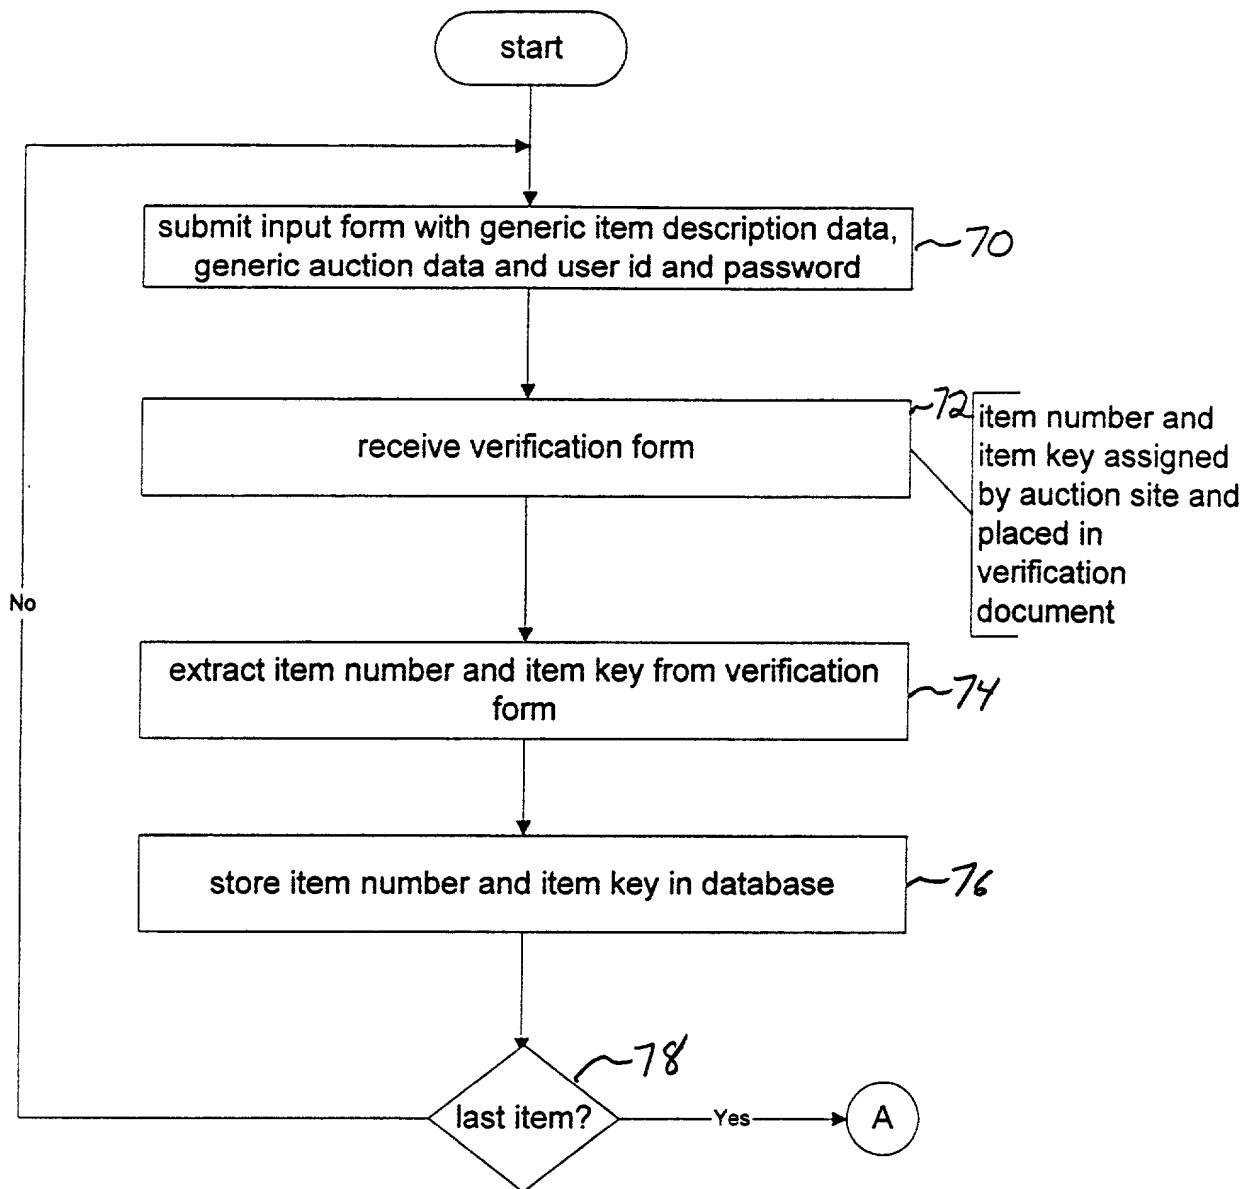 start
submit input form with generic item description data,
generic auction data and user id and password
70
receive verification form
72
item number and
item key assigned
by auction site and
placed in
verification
document
No
extract item number and item key from verification
form
74
store item number and item key in database
76
78
last item?
Yes
A